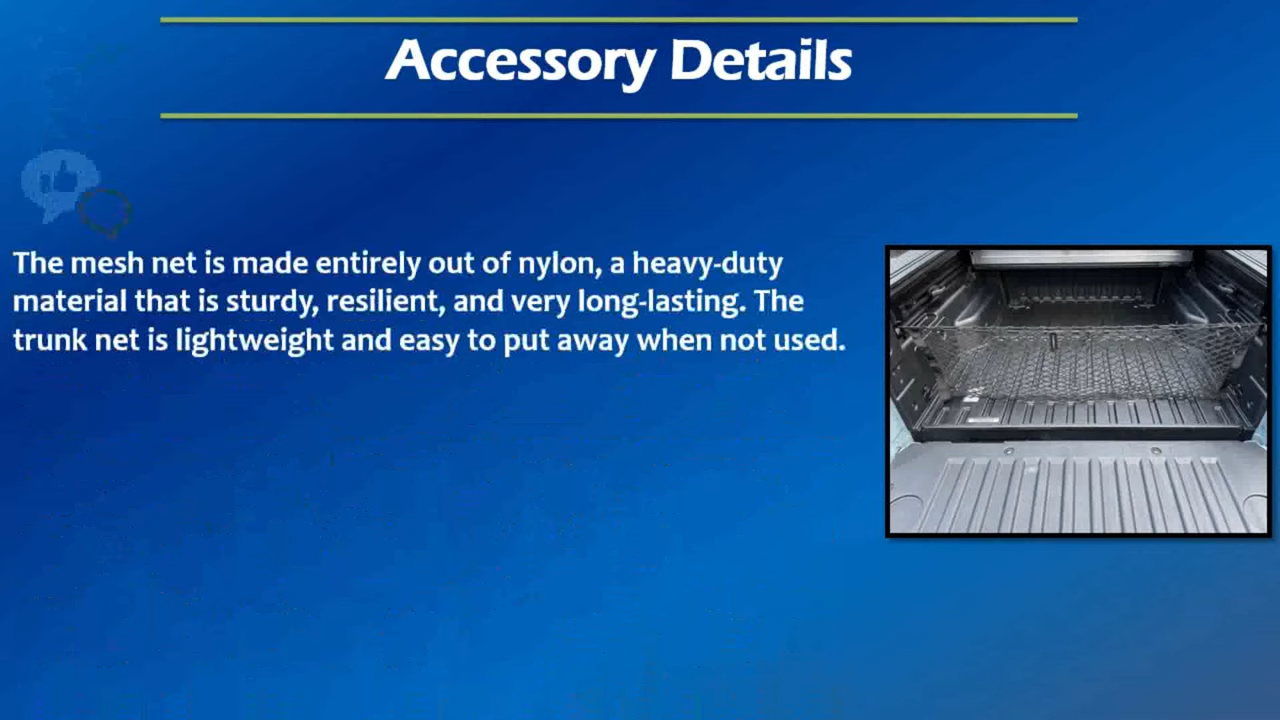 Accessory Details
The mesh net is made entirely out of nylon, a heavy-duty
material that is sturdy, resilient, and very long-lasting. The
trunk net is lightweight and easy to put away when not used.